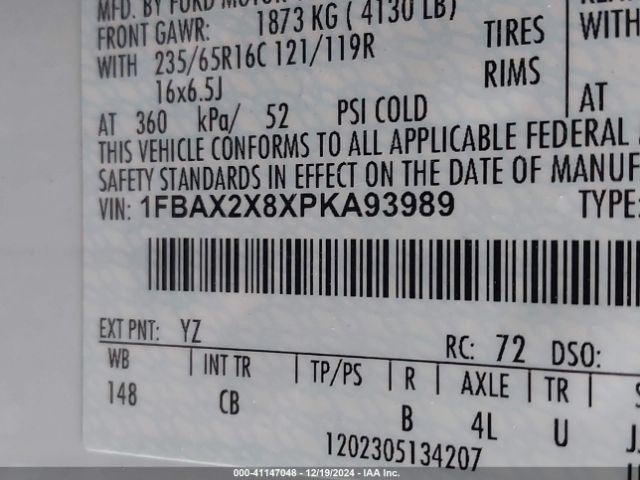 MFD. BY FORD MOTOR
FRONT GAWR: 1873 KG ( 4130 LB)
WITH
WITH 235/65R16C 121/119R TIRES
16x6.5J RIMS
AT 360 kPa/ 52 PSI COLD AT
THIS VEHICLE CONFORMS TO ALL APPLICABLE FEDERAL
SAFETY STANDARDS IN EFFECT ON THE DATE OF MANUF
VIN: 1FBAX2X8XPKA93989 TYPE:
EXT PNT: YZ RC: 72 DSO:
WB INT TR TP/PS R AXLE TR S
148 CB B 4L U J
1202305134207
000-41147048 - 12/19/2024 - IAA Inc.